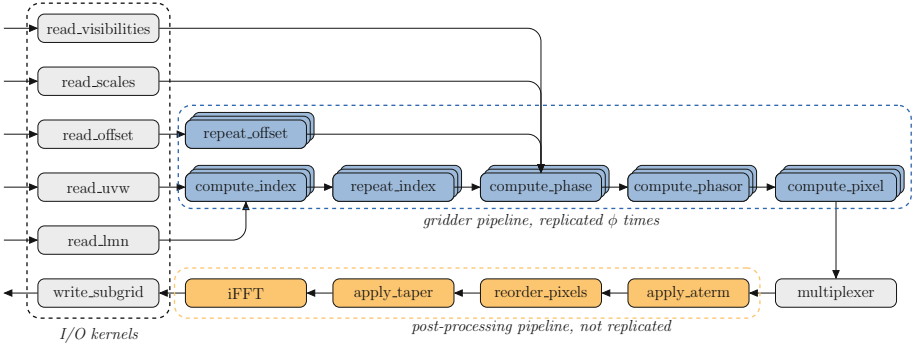 read_visibilities
read_scales
read_offset
repeat_offset
read_uvw
compute_index
repeat_index
compute_phase
compute_phasor
compute_pixel
gridder pipeline, replicated ϕ times
read_lmn
write_subgrid
iFFT
apply_taper
reorder_pixels
apply_aterm
multiplexer
post-processing pipeline, not replicated
I/O kernels